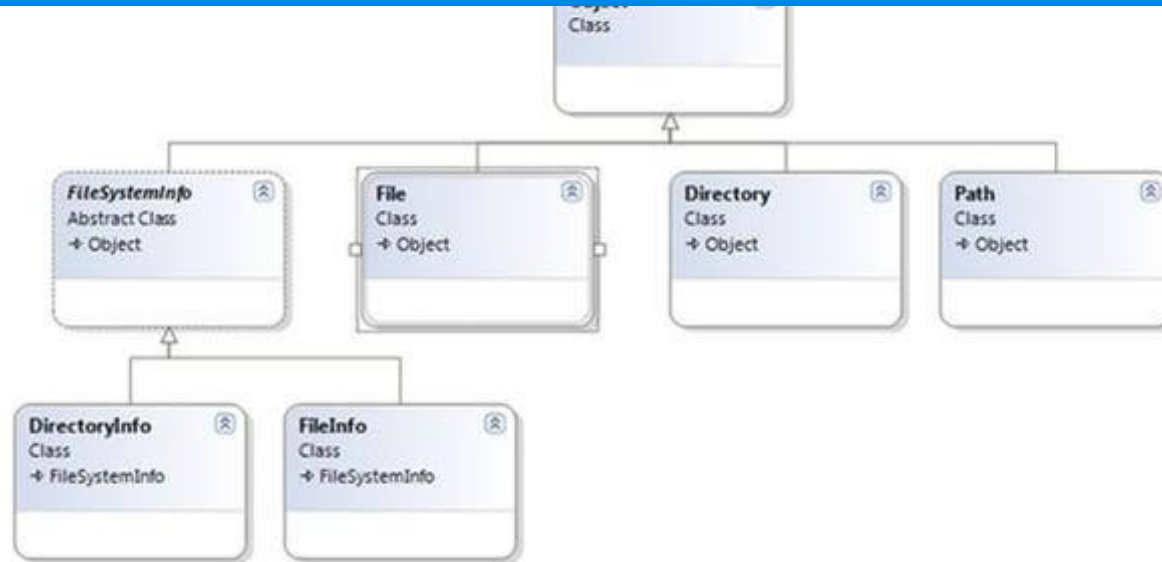 Class
FileSystemInfo
Abstract Class
Object
File
Class
Object
Directory
Class
Object
Path
Class
Object
DirectoryInfo
Class
FileSystemInfo
FileInfo
Class
FileSystemInfo